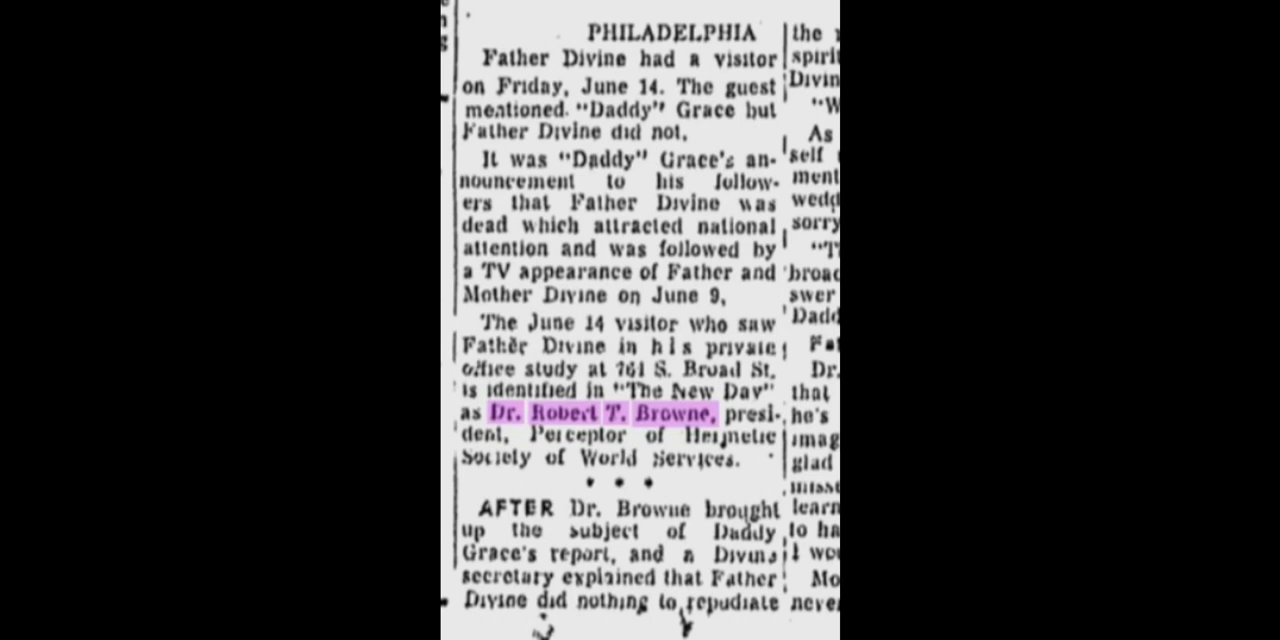 PHILADELPHIA
Father Divine had a visitor
on Friday, June 14. The guest
mentioned "Daddy" Grace but
Father Divine did not.
It was "Daddy" Grace's an-
nouncement to his follow-
ers that Father Divine was
dead which attracted national
attention and was followed by
a TV appearance of Father and
Mother Divine on June 9.
The June 14 visitor who saw
Father Divine in his private
office study at 761 S. Broad St.
is identified in "The New Day"
as Dr. Robert T. Browne, presi-
dent, Perceptor of Hermetic
Society of World Services.
• • •
AFTER Dr. Browne brought
up the subject of Daddy
Grace's report, and a Divine
secretary explained that Father
Divine did nothing to repudiate
the
spirit
Divin
"W
As
self
ment
wedd
sorry
"T
broad
swer
Dadd
Fat
Dr.
that
he's
imag
glad
misst
learn
to ha
I wou
Mo
never